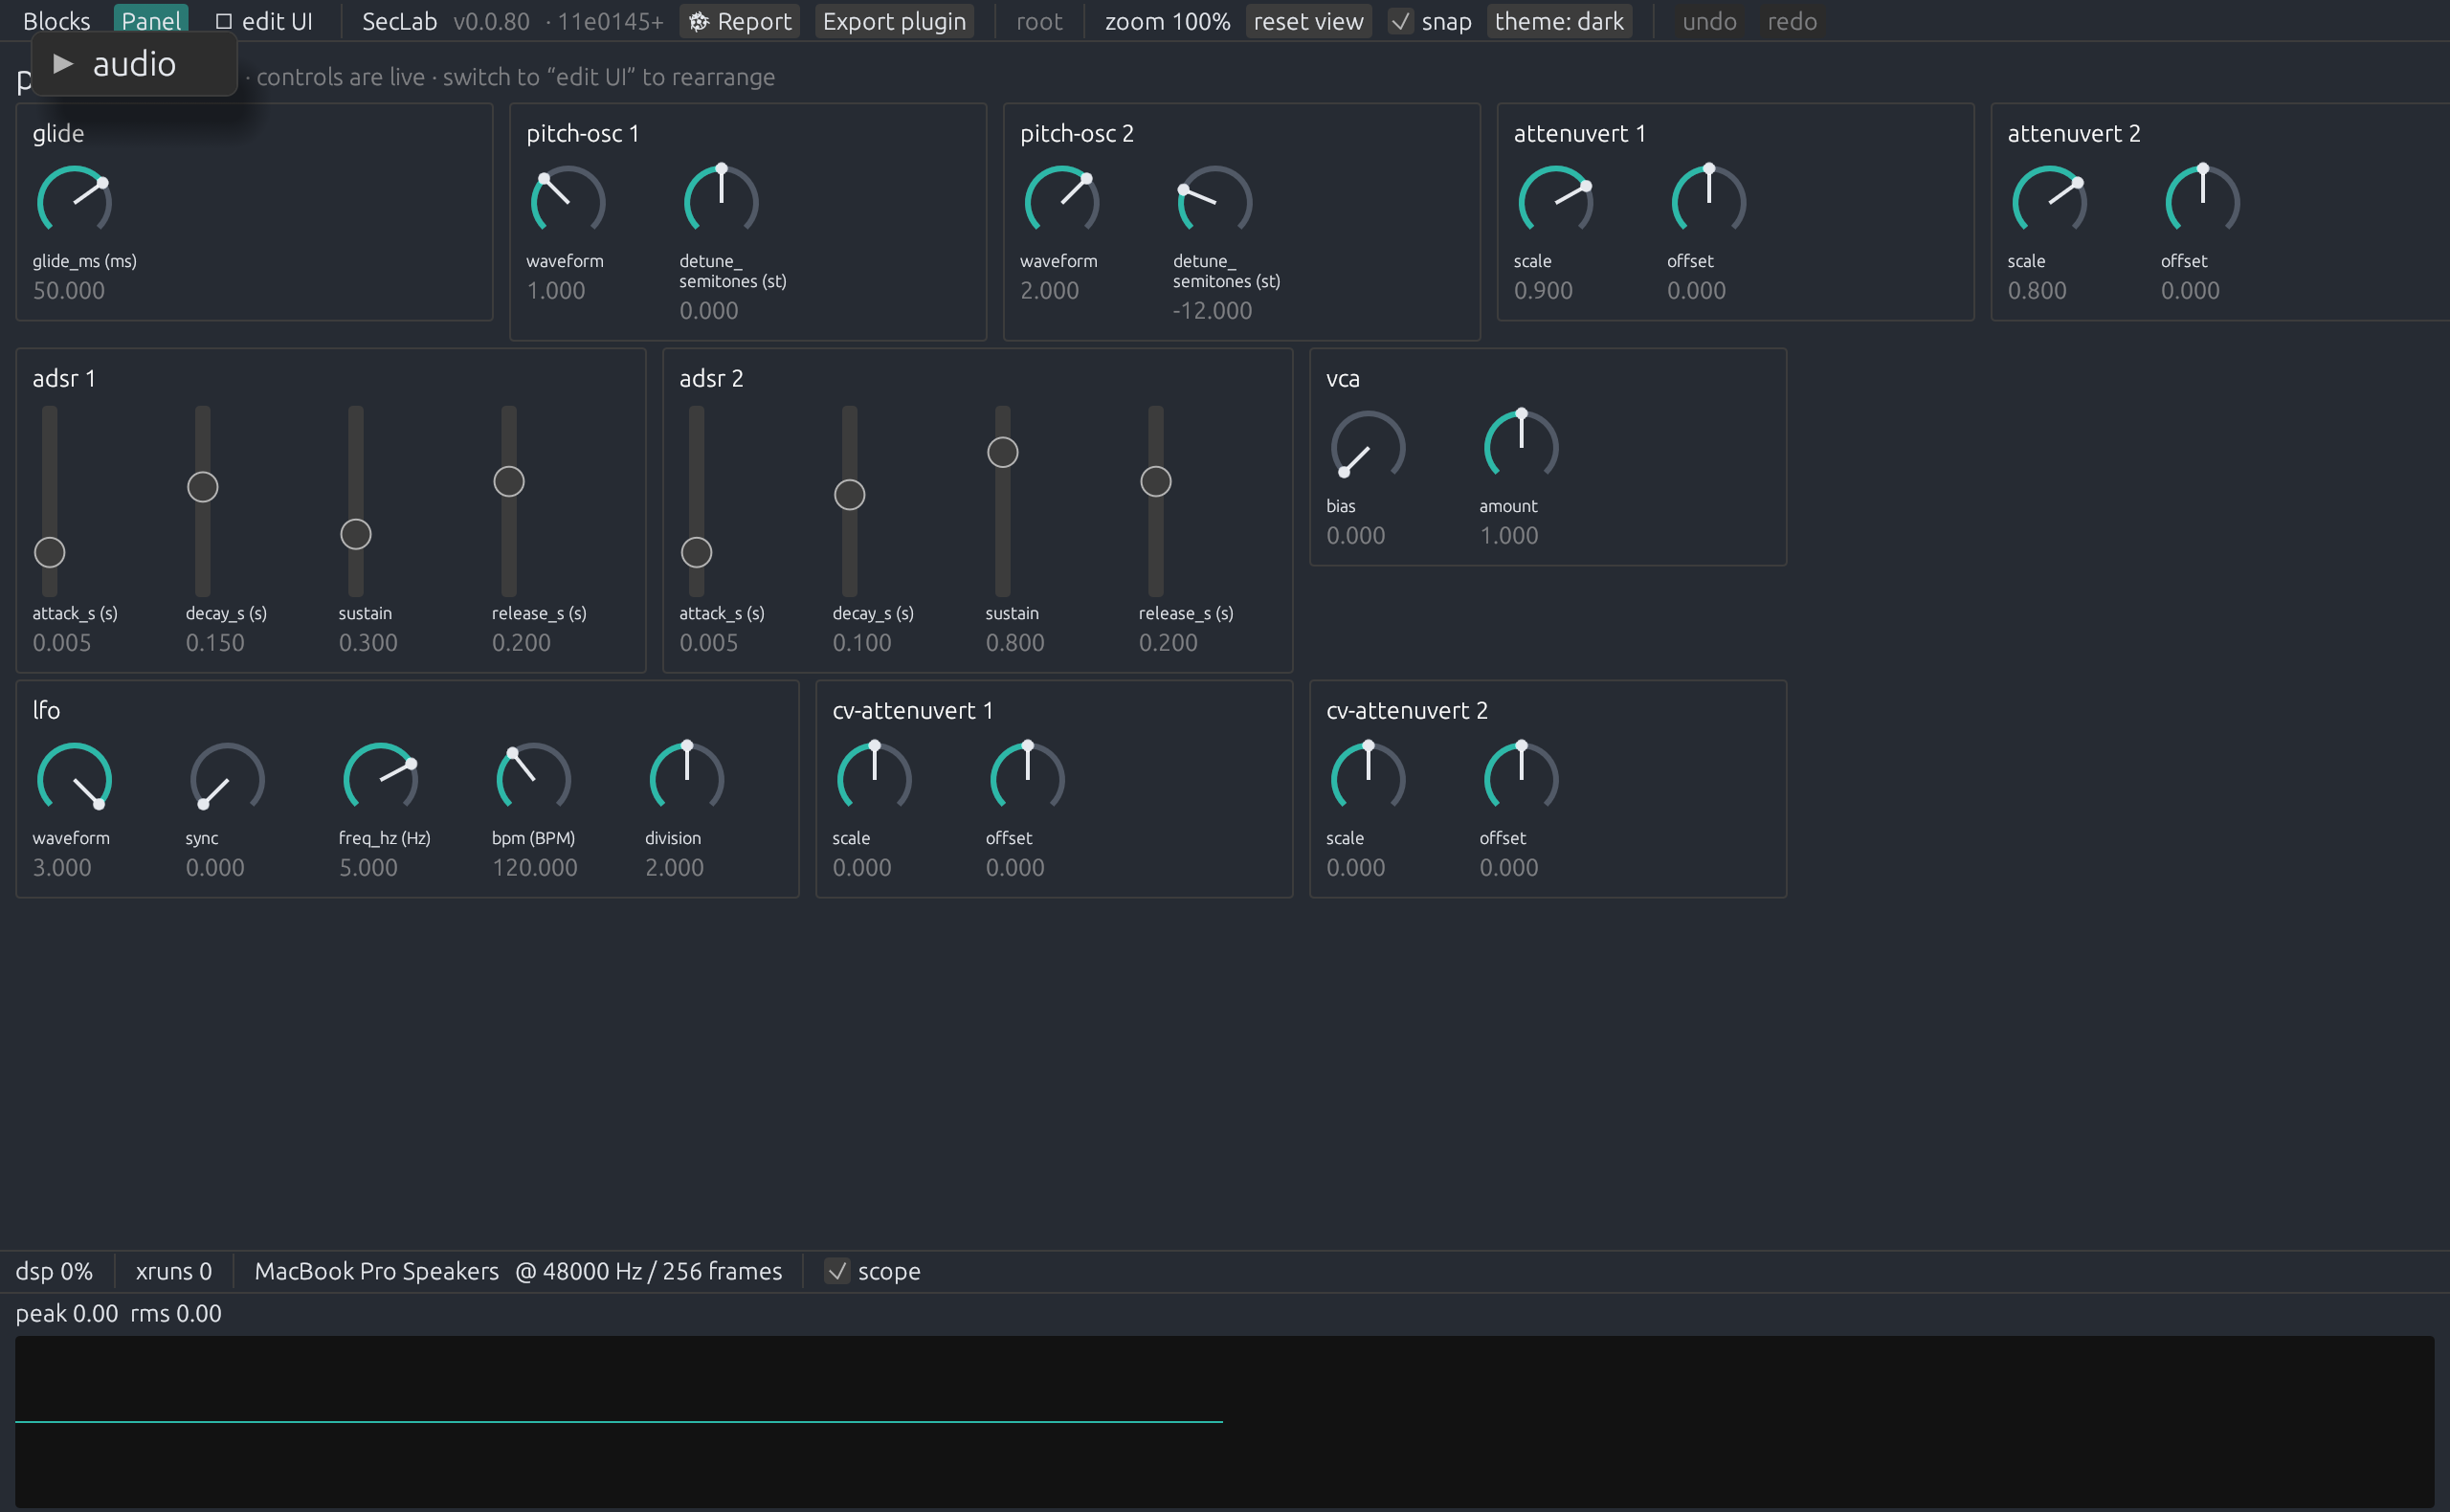 Blocks Panel edit UI SecLab v0.0.80 · 11e0145+ Report Export plugin root zoom 100% reset view snap theme: dark undo redo
audio
· controls are live · switch to “edit UI” to rearrange
glide
glide_ms (ms)
50.000
pitch-osc 1
waveform
1.000
detune_
semitones (st)
0.000
pitch-osc 2
waveform
2.000
detune_
semitones (st)
-12.000
attenuvert 1
scale
0.900
offset
0.000
attenuvert 2
scale
0.800
offset
0.000
adsr 1
attack_s (s)
0.005
decay_s (s)
0.150
sustain
0.300
release_s (s)
0.200
adsr 2
attack_s (s)
0.005
decay_s (s)
0.100
sustain
0.800
release_s (s)
0.200
vca
bias
0.000
amount
1.000
lfo
waveform
3.000
sync
0.000
freq_hz (Hz)
5.000
bpm (BPM)
120.000
division
2.000
cv-attenuvert 1
scale
0.000
offset
0.000
cv-attenuvert 2
scale
0.000
offset
0.000
dsp 0% xruns 0 MacBook Pro Speakers @ 48000 Hz / 256 frames scope
peak 0.00 rms 0.00